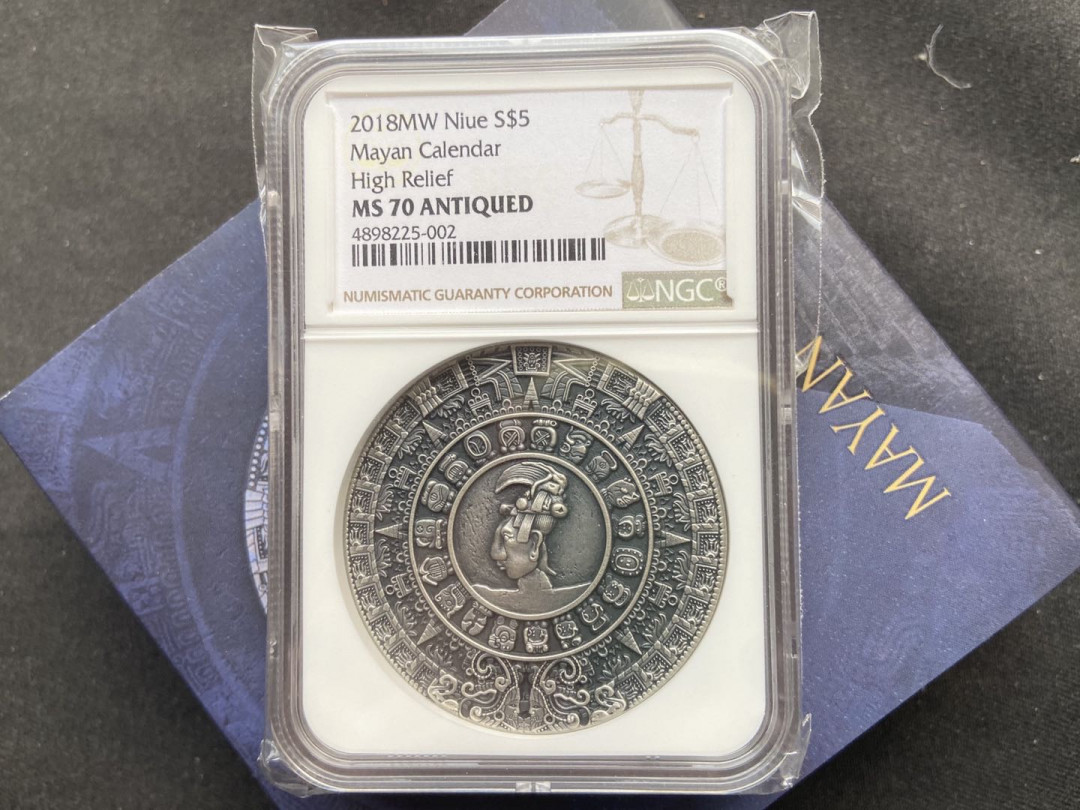 2018MW Niue S$5
Mayan Calendar
High Relief
MS 70 ANTIQUED
4898225-002
NUMISMATIC GUARANTY CORPORATION NGC®
MAYAN